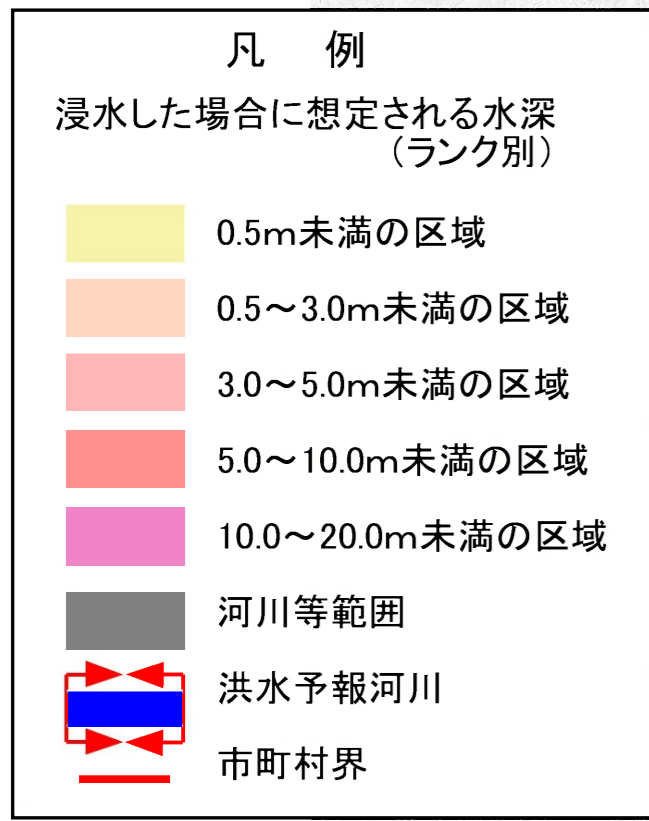 凡　例
浸水した場合に想定される水深
（ランク別）
0.5m未満の区域
0.5～3.0m未満の区域
3.0～5.0m未満の区域
5.0～10.0m未満の区域
10.0～20.0m未満の区域
河川等範囲
洪水予報河川
市町村界